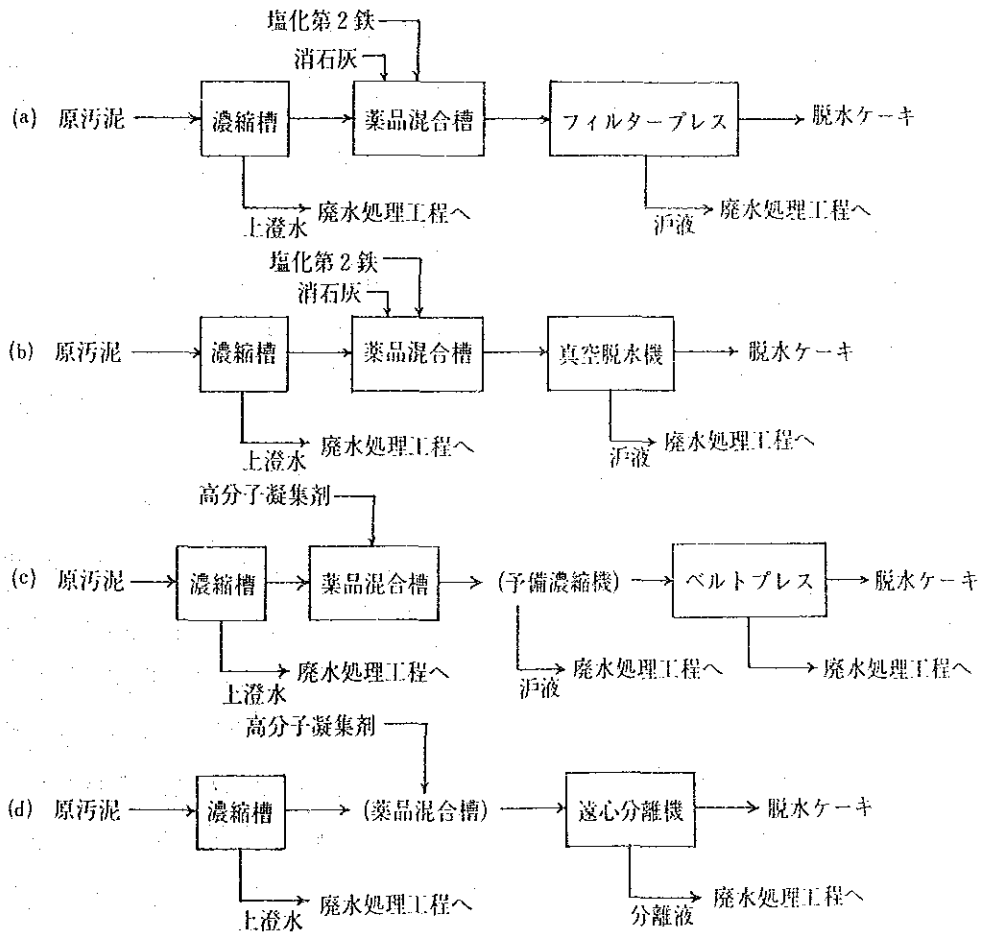 塩化第2鉄
消石灰
(a) 原汚泥 濃縮槽 薬品混合槽 フィルタープレス 脱水ケーキ
廃水処理工程へ 廃水処理工程へ
上澄水 沪液
塩化第2鉄
消石灰
(b) 原汚泥 濃縮槽 薬品混合槽 真空脱水機 脱水ケーキ
廃水処理工程へ 廃水処理工程へ
上澄水 沪液
高分子凝集剤
(c) 原汚泥 濃縮槽 薬品混合槽 (予備濃縮機) ベルトプレス 脱水ケーキ
廃水処理工程へ 廃水処理工程へ 廃水処理工程へ
上澄水 沪液
高分子凝集剤
(d) 原汚泥 濃縮槽 (薬品混合槽) 遠心分離機 脱水ケーキ
廃水処理工程へ 廃水処理工程へ
上澄水 分離液